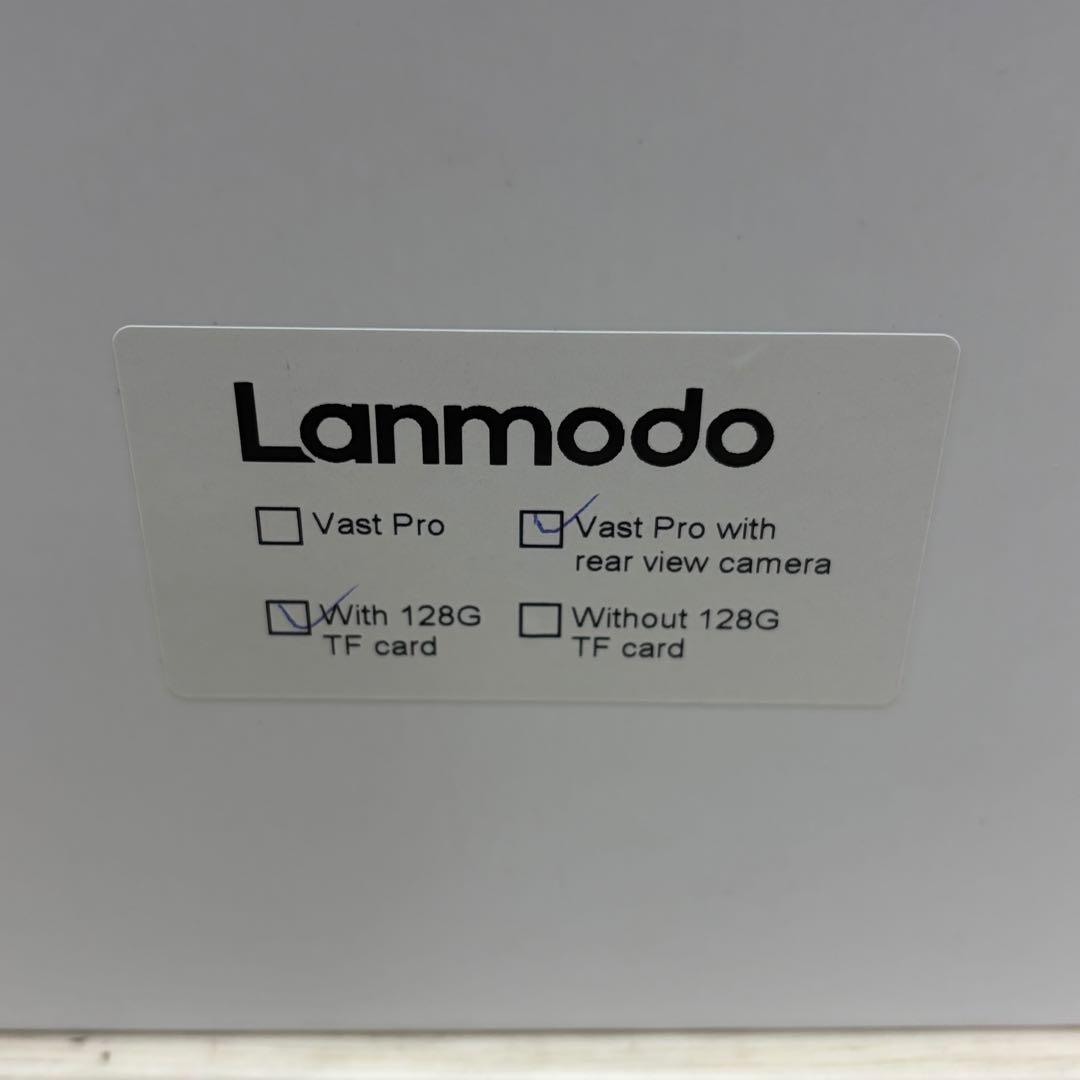 Lanmodo
Vast Pro
Vast Pro with
rear view camera
With 128G
TF card
Without 128G
TF card